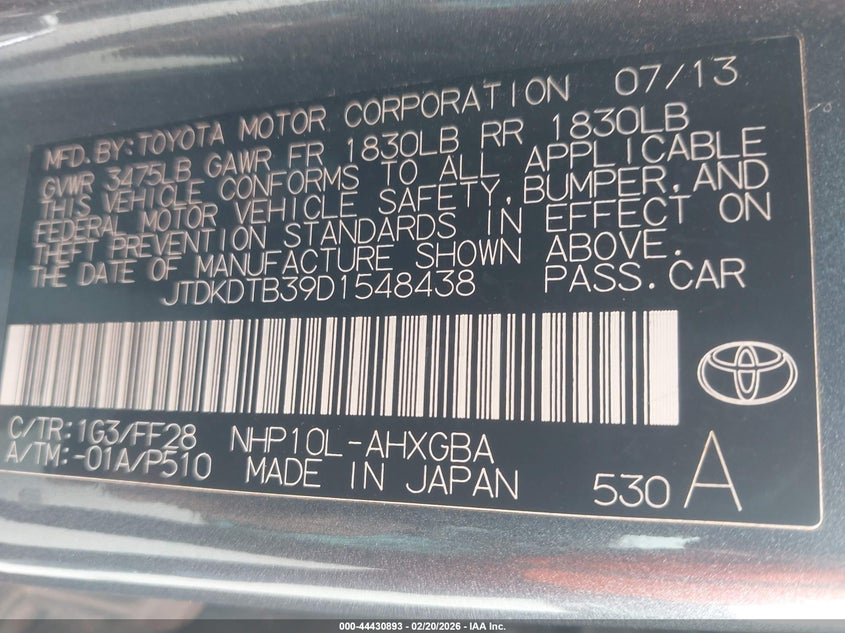 MFD.BY:TOYOTA MOTOR CORPORATION 07/13
GVWR 3475LB GAWR FR 1830LB RR 1830LB
THIS VEHICLE CONFORMS TO ALL APPLICABLE
FEDERAL MOTOR VEHICLE SAFETY,BUMPER,AND
THEFT PREVENTION STANDARDS IN EFFECT ON
THE DATE OF MANUFACTURE SHOWN ABOVE.
JTDKDTB39D1548438 PASS.CAR
C/TR:1G3/FF28 NHP10L-AHXGBA
A/TM:-01A/P510 MADE IN JAPAN 530 A
000-44430893 - 02/20/2026 - IAA Inc.